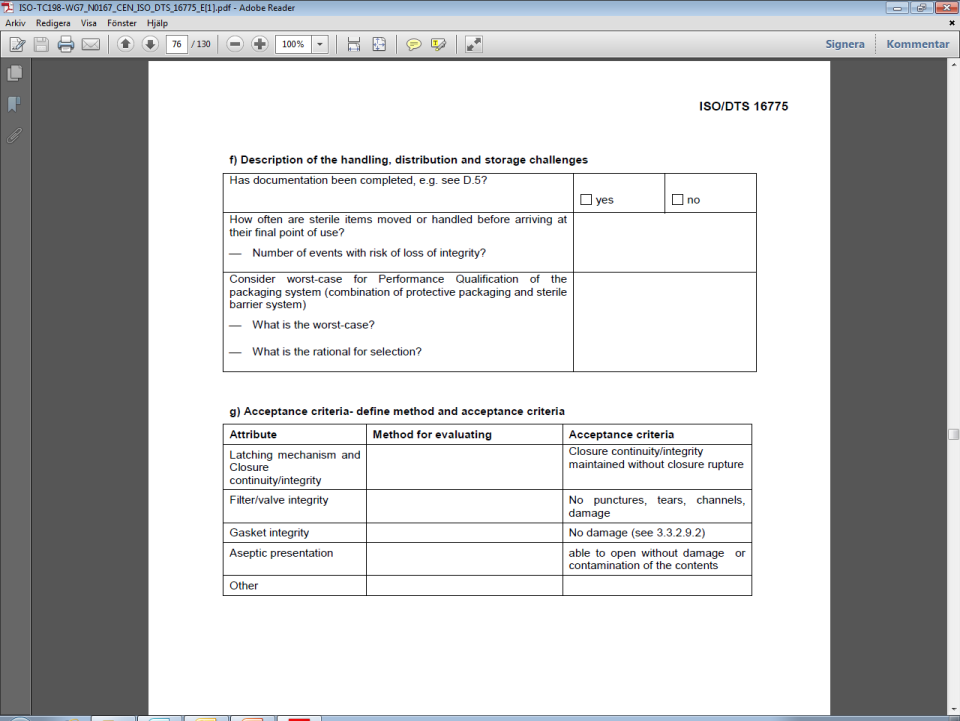 ISO-TC198-WG7_N0167_CEN_ISO_DTS_16775_E[1].pdf - Adobe Reader
Arkiv Redigera Visa Fönster Hjälp
76 / 130 100% Signera Kommentar
ISO/DTS 16775
f) Description of the handling, distribution and storage challenges
Has documentation been completed, e.g. see D.5?
yes no
How often are sterile items moved or handled before arriving at
their final point of use?
— Number of events with risk of loss of integrity?
Consider worst-case for Performance Qualification of the
packaging system (combination of protective packaging and sterile
barrier system)
— What is the worst-case?
— What is the rational for selection?
g) Acceptance criteria- define method and acceptance criteria
Attribute Method for evaluating Acceptance criteria
Latching mechanism and
Closure
continuity/integrity
Closure continuity/integrity
maintained without closure rupture
Filter/valve integrity
No punctures, tears, channels,
damage
Gasket integrity No damage (see 3.3.2.9.2)
Aseptic presentation
able to open without damage or
contamination of the contents
Other